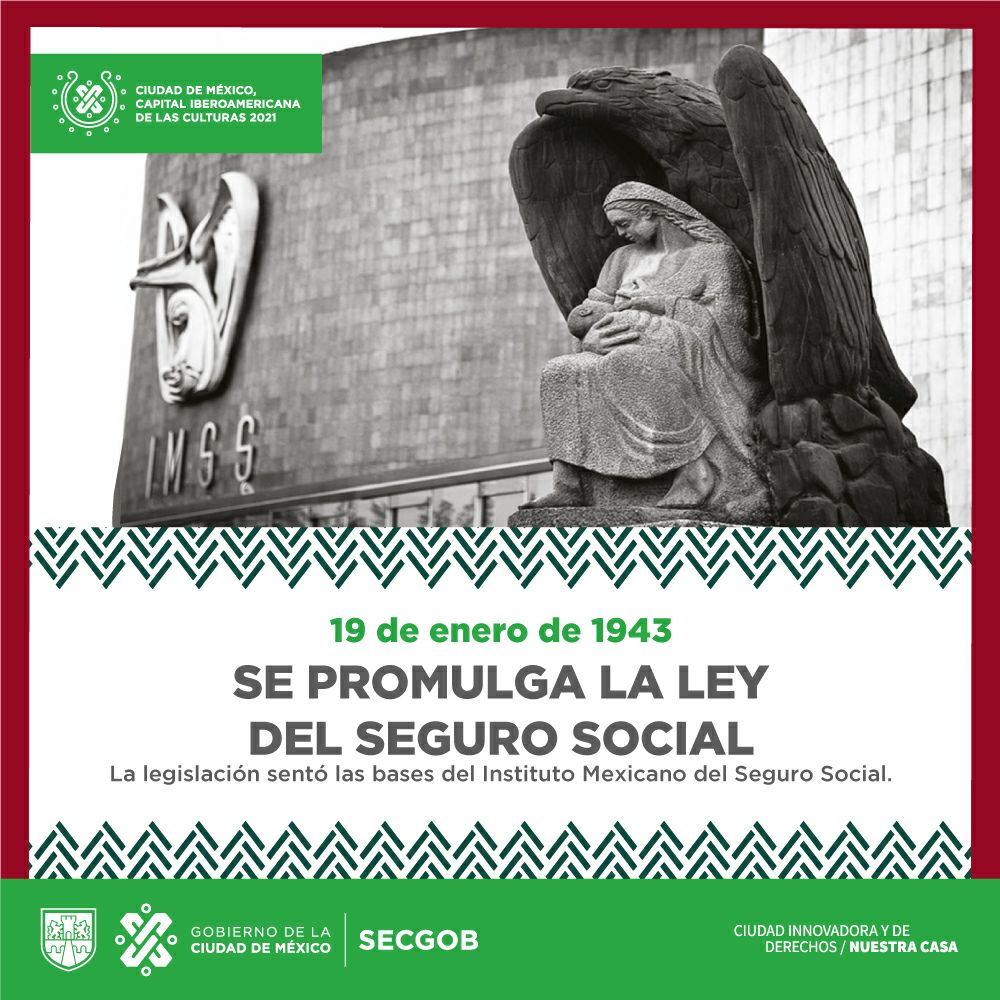 CIUDAD DE MÉXICO,
CAPITAL IBEROAMERICANA
DE LAS CULTURAS 2021
IMSS
19 de enero de 1943
SE PROMULGA LA LEY
DEL SEGURO SOCIAL
La legislación sentó las bases del Instituto Mexicano del Seguro Social.
GOBIERNO DE LA
CIUDAD DE MÉXICO
SECGOB
CIUDAD INNOVADORA Y DE
DERECHOS / NUESTRA CASA